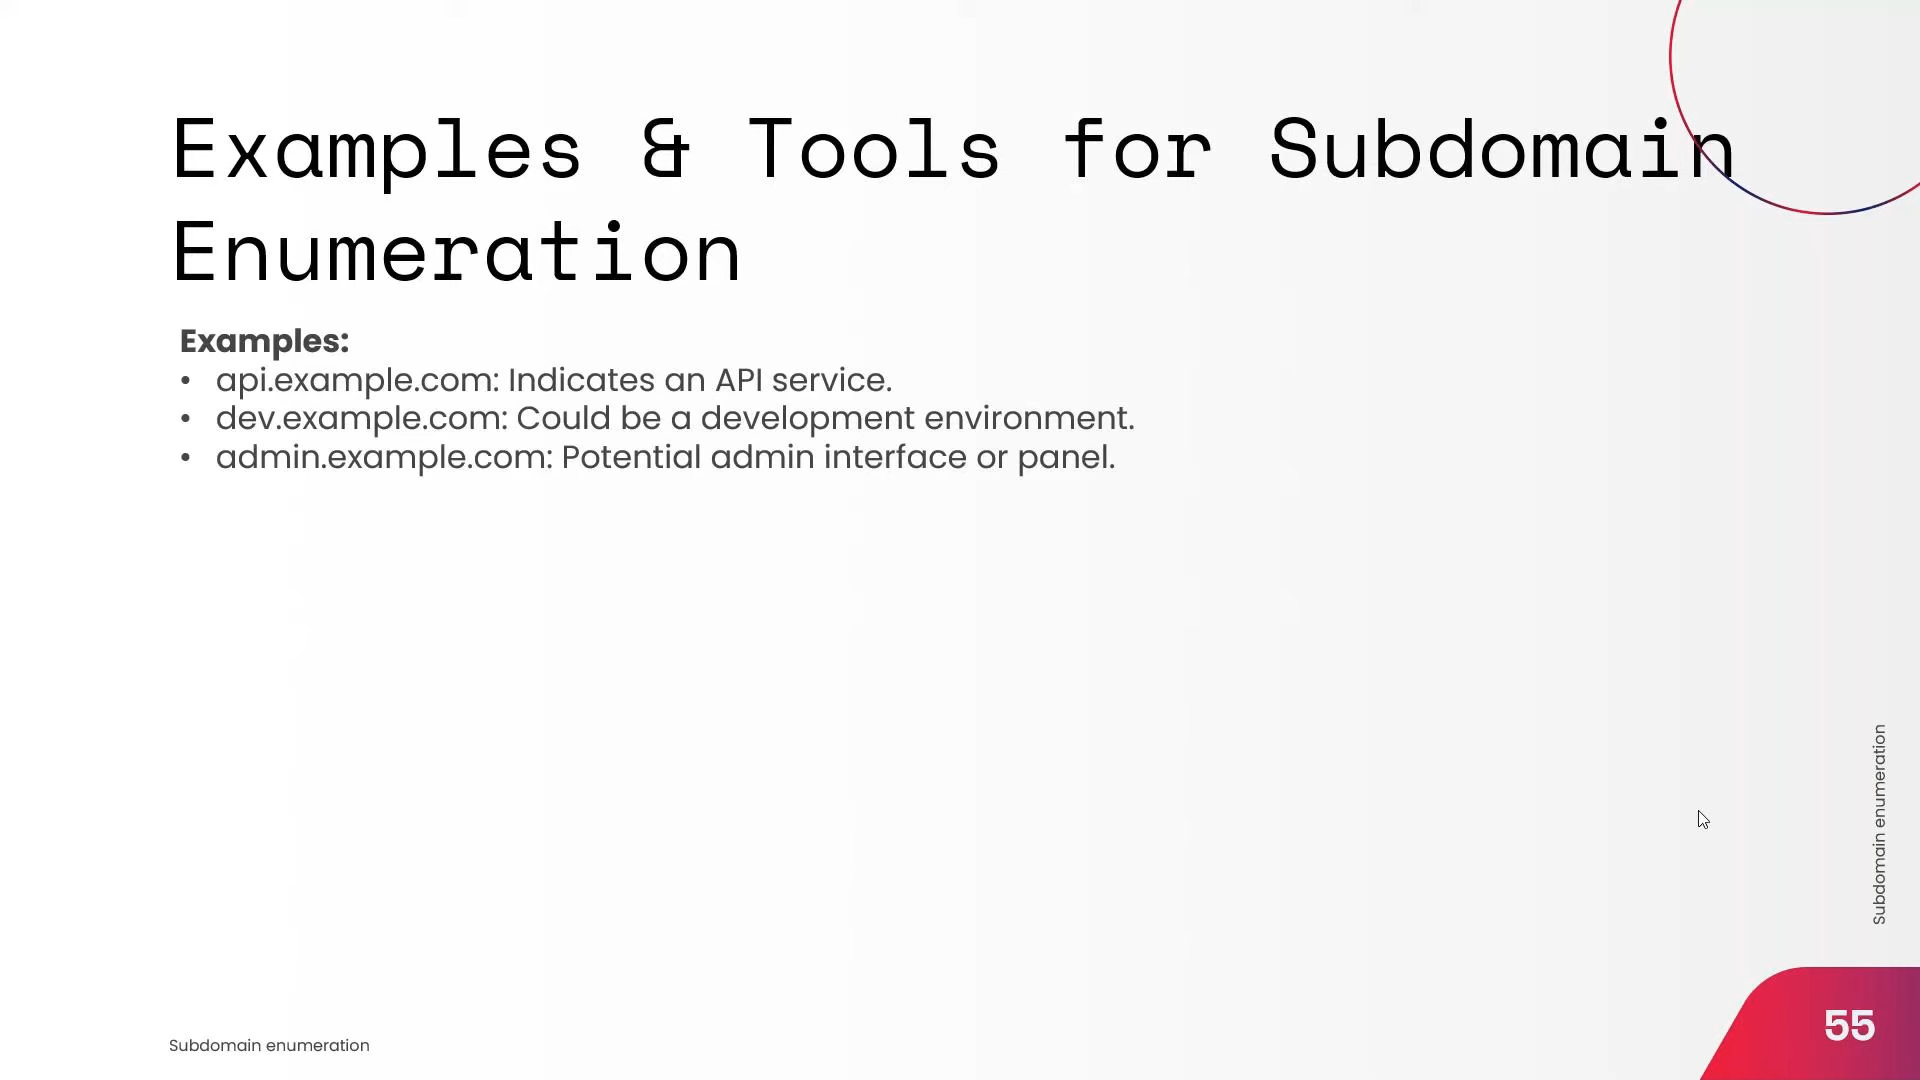 Examples & Tools for Subdomain
Enumeration
Examples:
• api.example.com: Indicates an API service.
• dev.example.com: Could be a development environment.
• admin.example.com: Potential admin interface or panel.
Subdomain enumeration
Subdomain enumeration
55